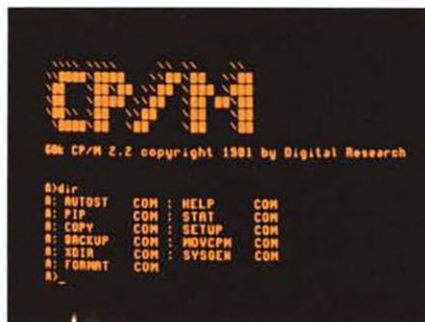 CP/M
60k CP/M 2.2 copyright 1981 by Digital Research
A>dir
A: AUTOST COM : HELP COM
A: PIP COM : STAT COM
A: COPY COM : SETUP COM
A: BACKUP COM : MOVCPM COM
A: XDIR COM : SYSGEN COM
A: FORMAT COM
A>_